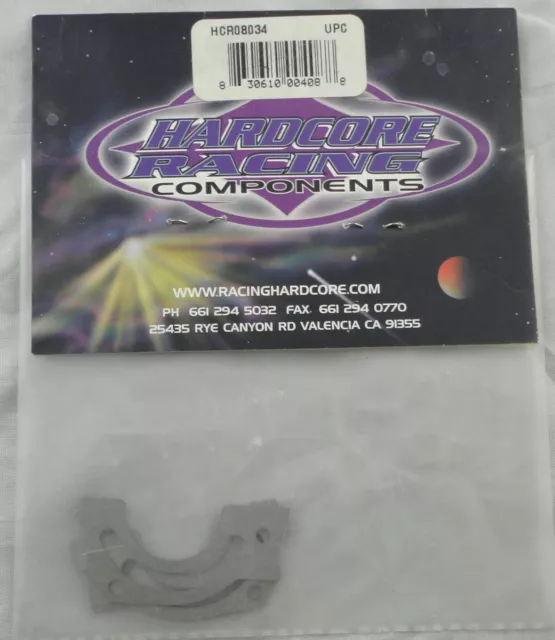 HCR08034 UPC
8 30610 00408 8
HARDCORE
RACING
COMPONENTS
WWW.RACINGHARDCORE.COM
PH 661 294 5032 FAX 661 294 0770
25435 RYE CANYON RD VALENCIA CA 91355